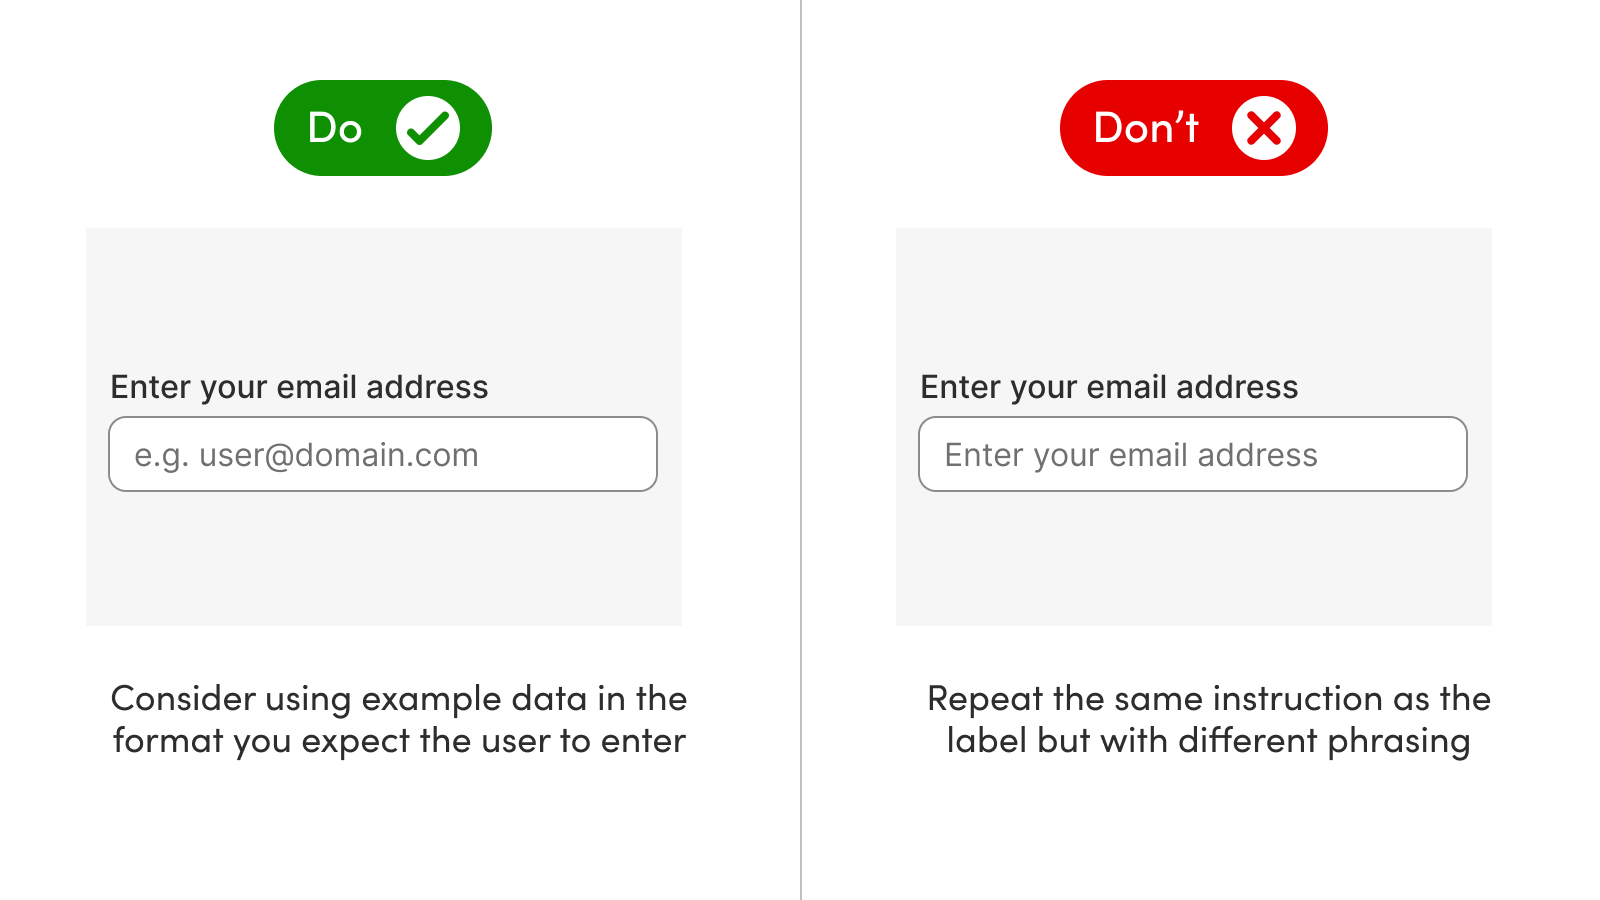 Do
Enter your email address
e.g. user@domain.com
Consider using example data in the
format you expect the user to enter
Don’t
Enter your email address
Enter your email address
Repeat the same instruction as the
label but with different phrasing